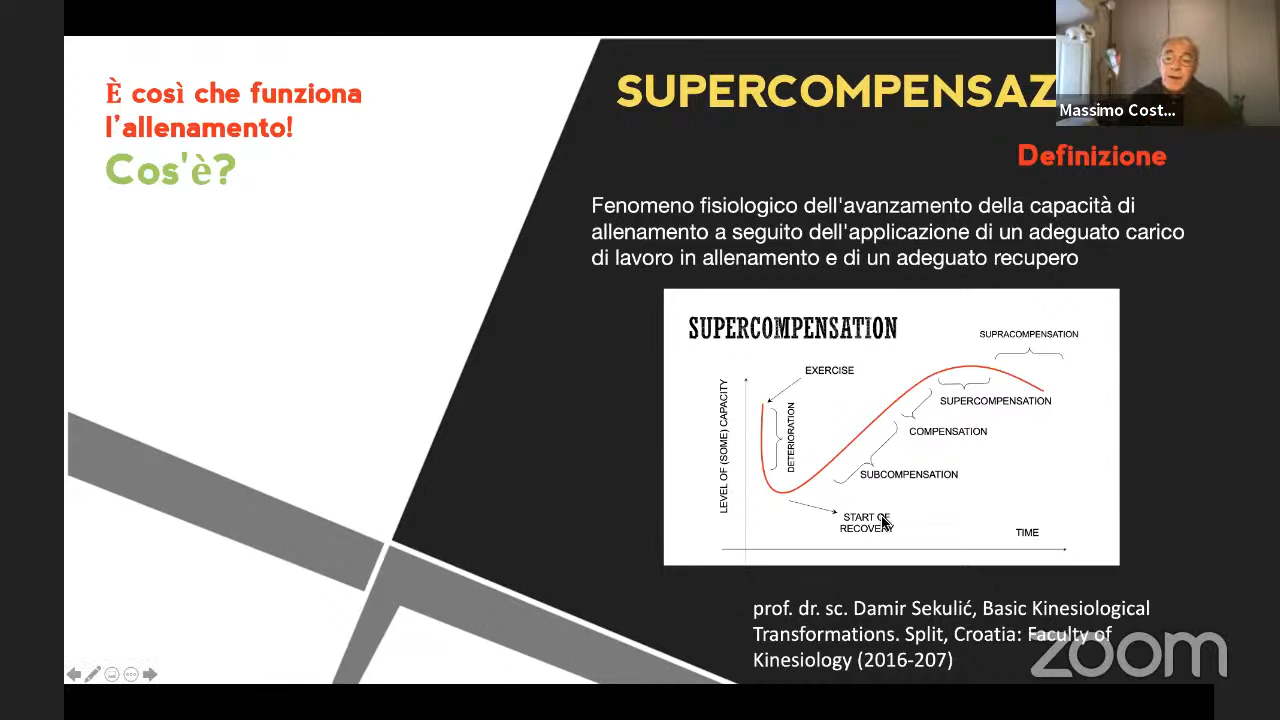 È così che funziona
l'allenamento!
Cos'è?
SUPERCOMPENSAZ
Massimo Cost...
Definizione
Fenomeno fisiologico dell'avanzamento della capacità di
allenamento a seguito dell'applicazione di un adeguato carico
di lavoro in allenamento e di un adeguato recupero
SUPERCOMPENSATION
SUPRACOMPENSATION
EXERCISE
LEVEL OF (SOME) CAPACITY
DETERIORATION
SUPERCOMPENSATION
COMPENSATION
SUBCOMPENSATION
START OF
RECOVERY
TIME
prof. dr. sc. Damir Sekulić, Basic Kinesiological
Transformations. Split, Croatia: Faculty of
Kinesiology (2016-207)
zoom